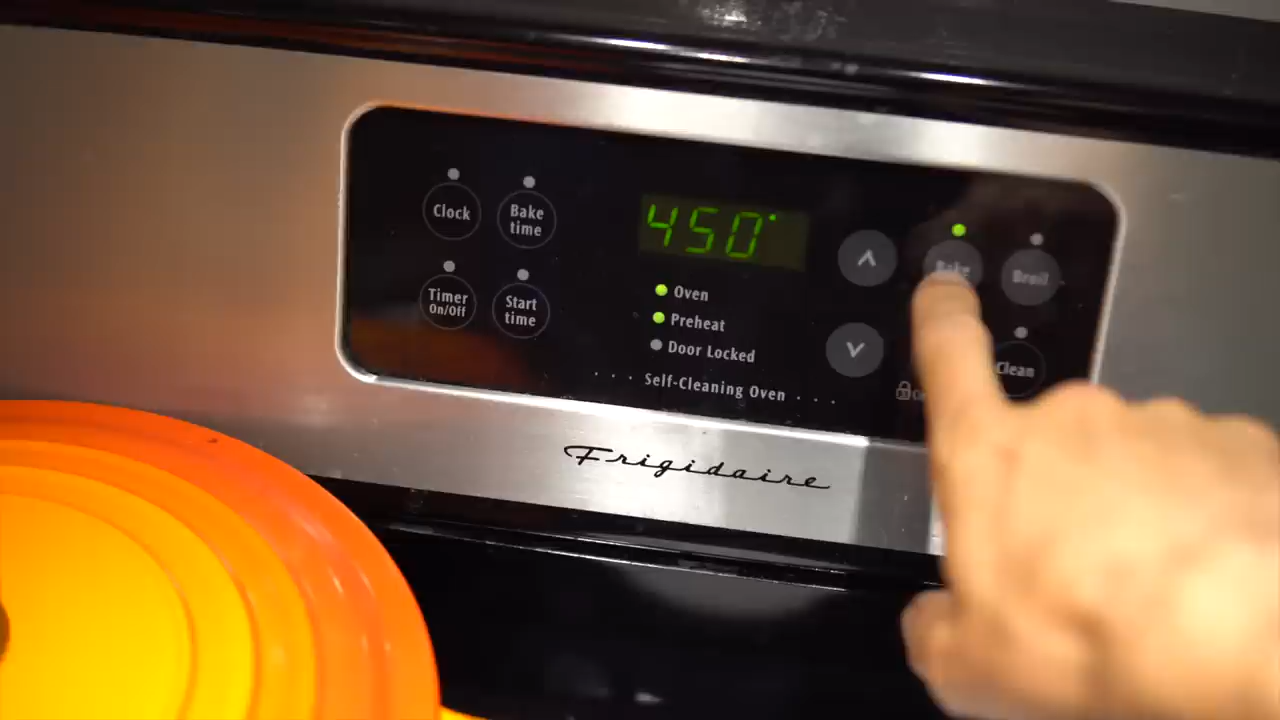 Clock
Bake
time
Timer
On/Off
Start
time
450°
Oven
Preheat
Door Locked
. . . Self-Cleaning Oven . . .
Bake
Broil
Clean
Frigidaire